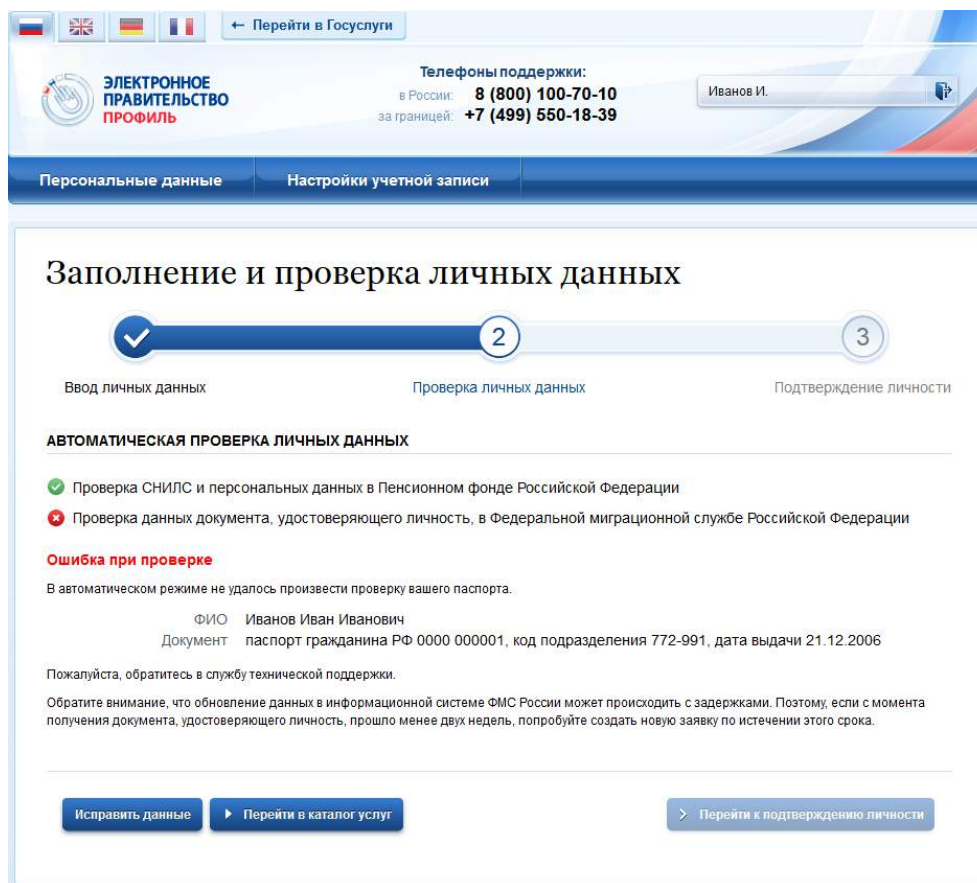 ← Перейти в Госуслуги
ЭЛЕКТРОННОЕ
ПРАВИТЕЛЬСТВО
ПРОФИЛЬ
Телефоны поддержки:
в России: 8 (800) 100-70-10
за границей: +7 (499) 550-18-39
Иванов И.
Персональные данные Настройки учетной записи
Заполнение и проверка личных данных
2 3
Ввод личных данных Проверка личных данных Подтверждение личности
АВТОМАТИЧЕСКАЯ ПРОВЕРКА ЛИЧНЫХ ДАННЫХ
Проверка СНИЛС и персональных данных в Пенсионном фонде Российской Федерации
Проверка данных документа, удостоверяющего личность, в Федеральной миграционной службе Российской Федерации
Ошибка при проверке
В автоматическом режиме не удалось произвести проверку вашего паспорта.
ФИО Иванов Иван Иванович
Документ паспорт гражданина РФ 0000 000001, код подразделения 772-991, дата выдачи 21.12.2006
Пожалуйста, обратитесь в службу технической поддержки.
Обратите внимание, что обновление данных в информационной системе ФМС России может происходить с задержками. Поэтому, если с момента
получения документа, удостоверяющего личность, прошло менее двух недель, попробуйте создать новую заявку по истечении этого срока.
Исправить данные Перейти в каталог услуг Перейти к подтверждению личности